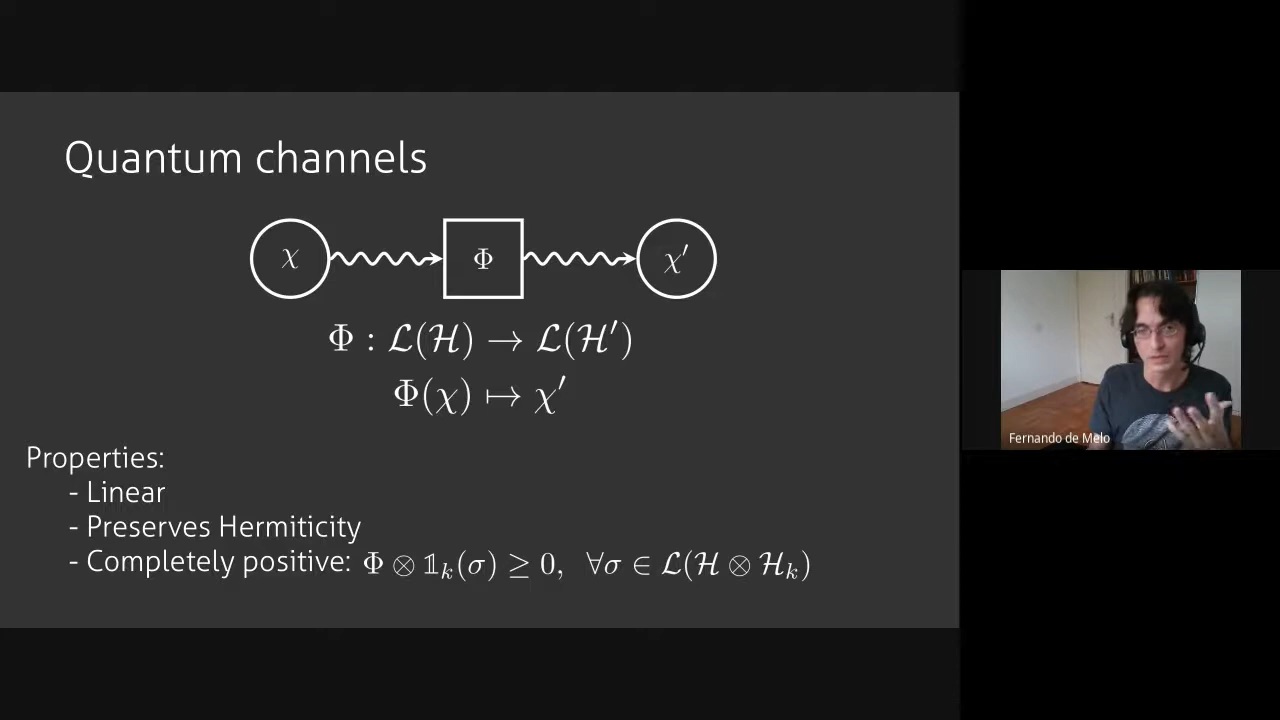 Quantum channels
χ Φ χ′
Φ : ℒ(ℋ) → ℒ(ℋ′)
Φ(χ) ↦ χ′
Properties:
- Linear
- Preserves Hermiticity
- Completely positive: Φ ⊗ 𝟙ₖ(σ) ≥ 0, ∀σ ∈ ℒ(ℋ ⊗ ℋₖ)
Fernando de Melo